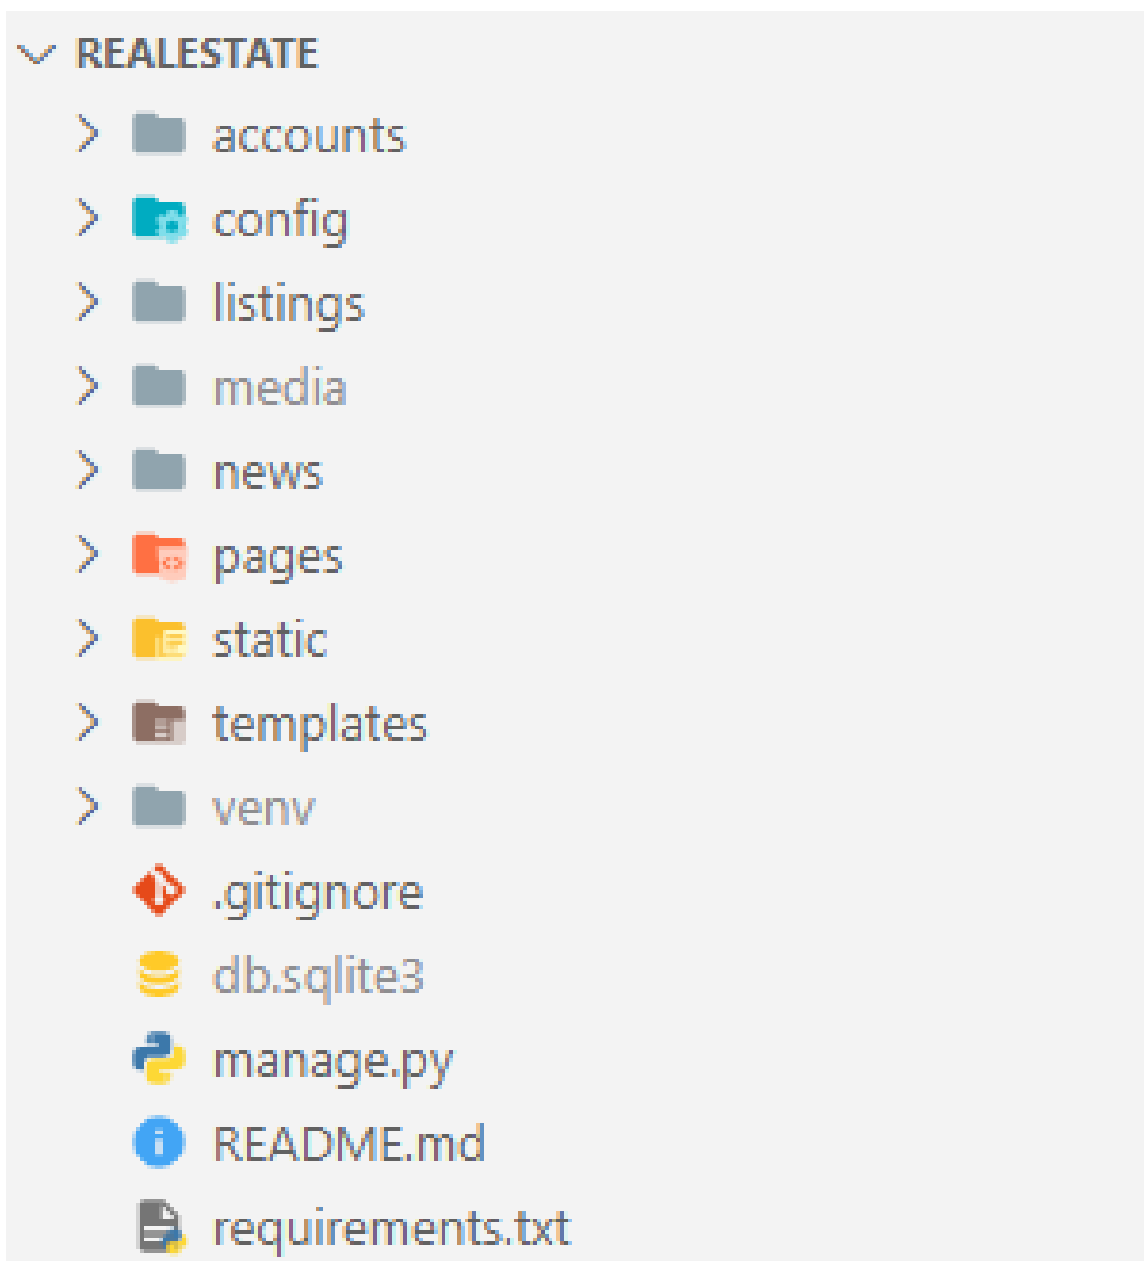 REALESTATE
accounts
config
listings
media
news
pages
static
templates
venv
.gitignore
db.sqlite3
manage.py
README.md
requirements.txt